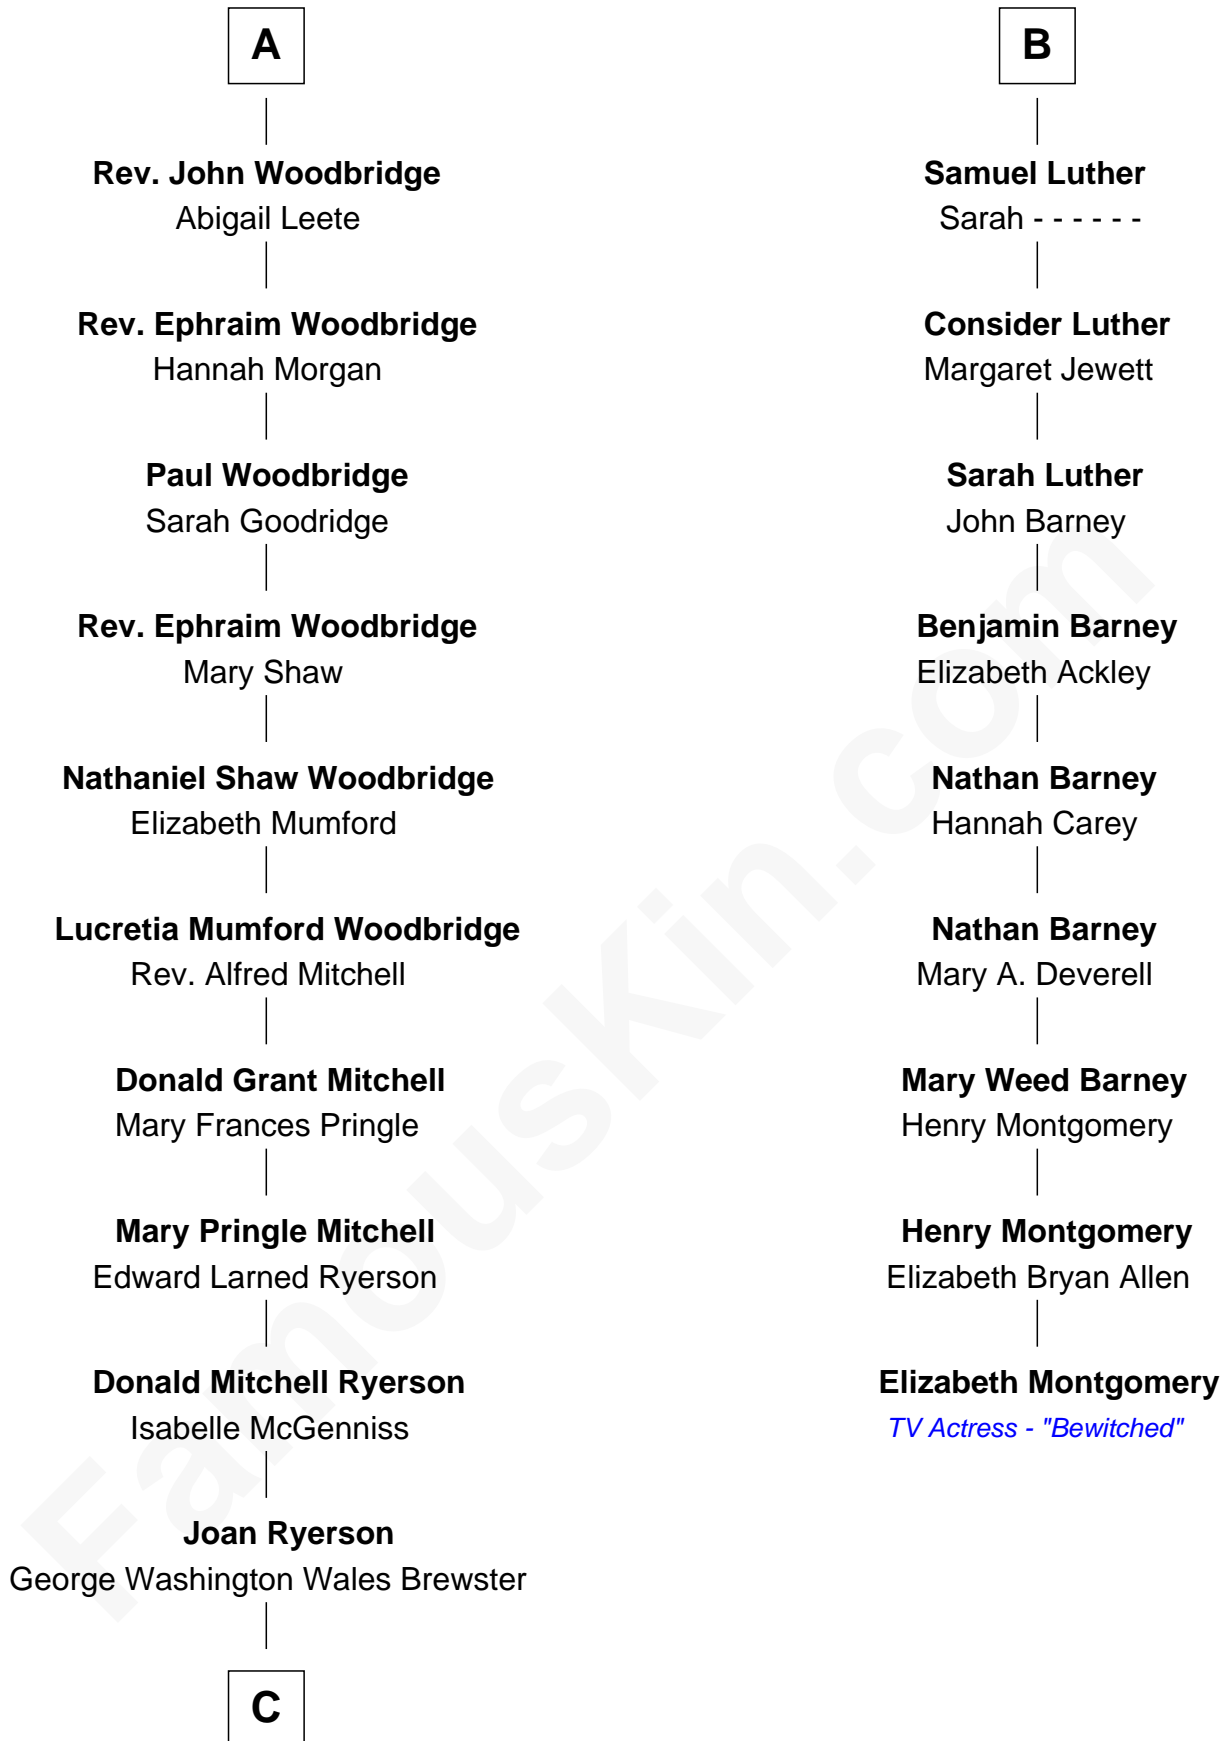 A
Rev. John Woodbridge
Abigail Leete
Rev. Ephraim Woodbridge
Hannah Morgan
Paul Woodbridge
Sarah Goodridge
Rev. Ephraim Woodbridge
Mary Shaw
Nathaniel Shaw Woodbridge
Elizabeth Mumford
Lucretia Mumford Woodbridge
Rev. Alfred Mitchell
Donald Grant Mitchell
Mary Frances Pringle
Mary Pringle Mitchell
Edward Larned Ryerson
Donald Mitchell Ryerson
Isabelle McGenniss
Joan Ryerson
George Washington Wales Brewster
C
B
Samuel Luther
Sarah - - - - - -
Consider Luther
Margaret Jewett
Sarah Luther
John Barney
Benjamin Barney
Elizabeth Ackley
Nathan Barney
Hannah Carey
Nathan Barney
Mary A. Deverell
Mary Weed Barney
Henry Montgomery
Henry Montgomery
Elizabeth Bryan Allen
Elizabeth Montgomery
TV Actress - "Bewitched"
FamousKin.com